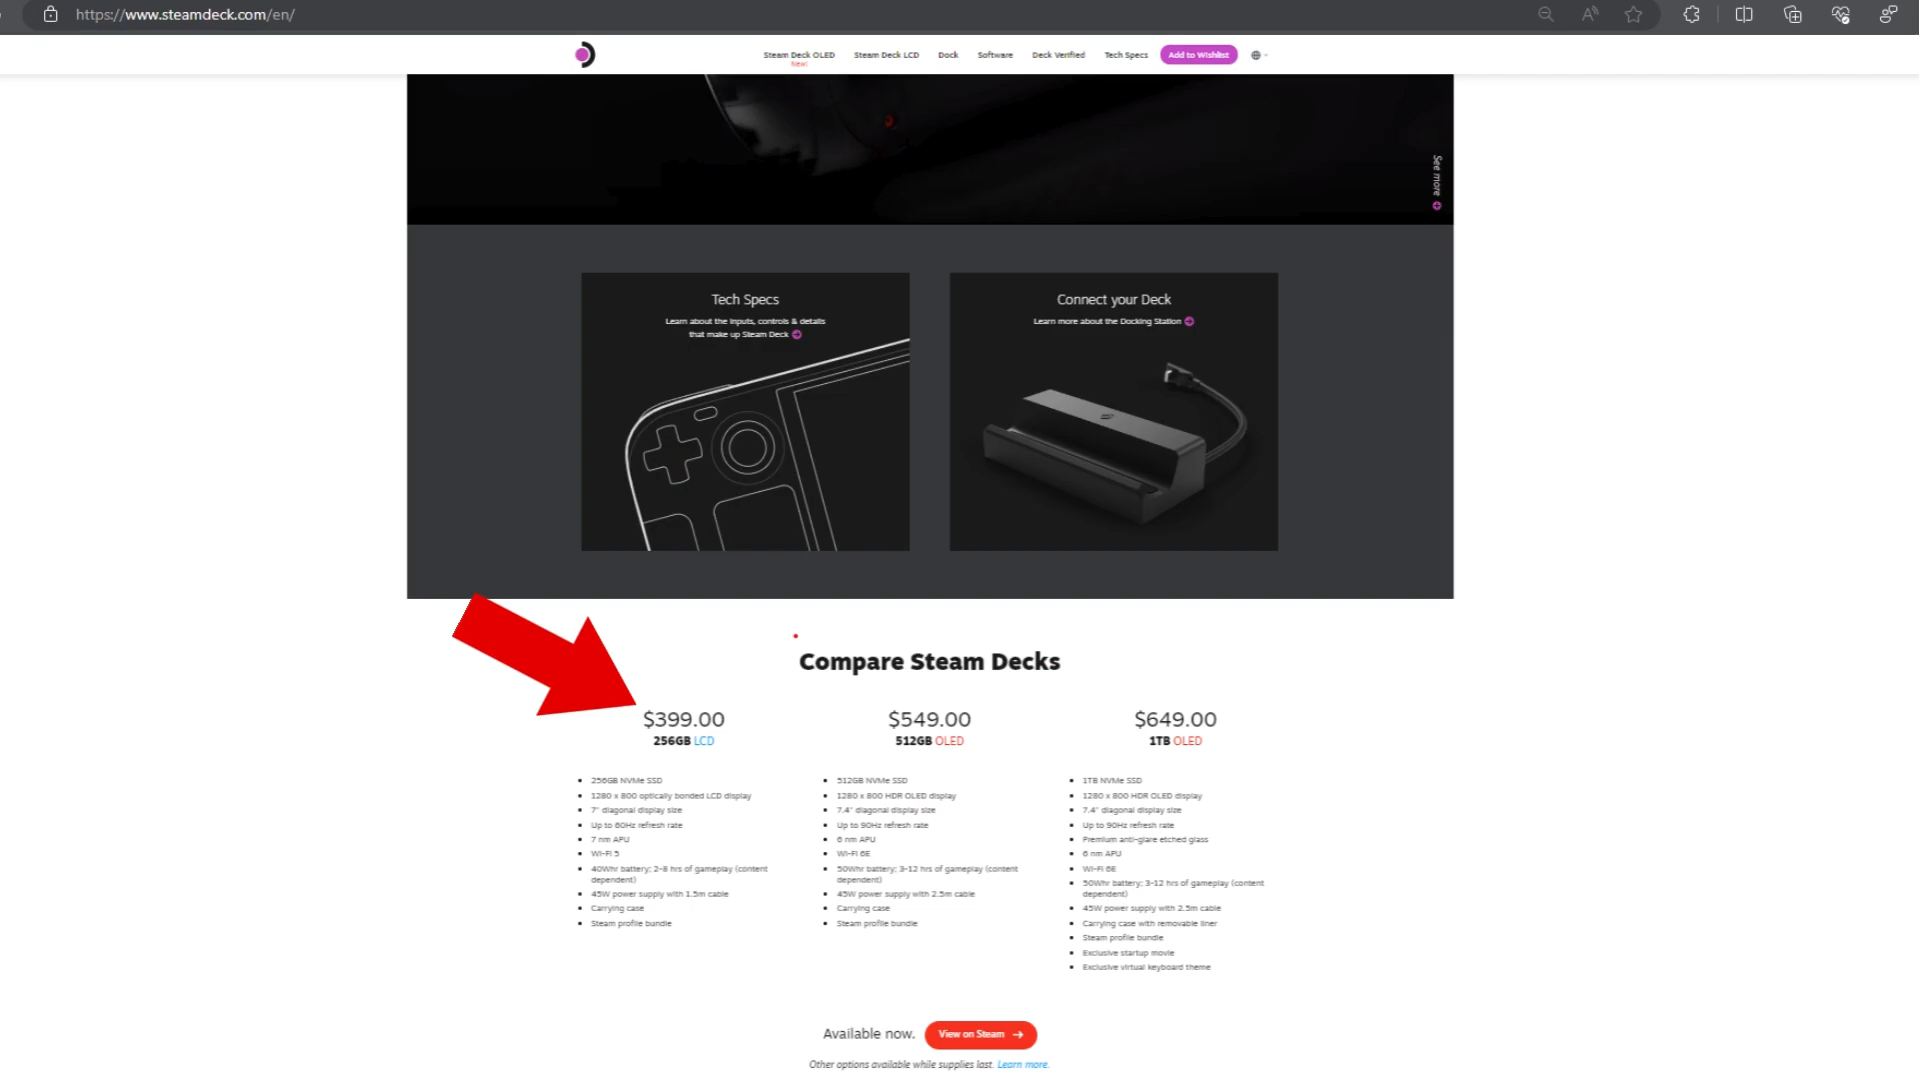 https://www.steamdeck.com/en/
Steam Deck OLED
New!
Steam Deck LCD
Dock
Software
Deck Verified
Tech Specs
Add to Wishlist
See more
Tech Specs
Learn about the inputs, controls & details
that make up Steam Deck
Connect your Deck
Learn more about the Docking Station
Compare Steam Decks
$399.00
256GB LCD
256GB NVMe SSD
1280 x 800 optically bonded LCD display
7" diagonal display size
Up to 60Hz refresh rate
7 nm APU
Wi-Fi 5
40Whr battery; 2-8 hrs of gameplay (content
dependent)
45W power supply with 1.5m cable
Carrying case
Steam profile bundle
$549.00
512GB OLED
512GB NVMe SSD
1280 x 800 HDR OLED display
7.4" diagonal display size
Up to 90Hz refresh rate
6 nm APU
Wi-Fi 6E
50Whr battery; 3-12 hrs of gameplay (content
dependent)
45W power supply with 2.5m cable
Carrying case
Steam profile bundle
$649.00
1TB OLED
1TB NVMe SSD
1280 x 800 HDR OLED display
7.4" diagonal display size
Up to 90Hz refresh rate
Premium anti-glare etched glass
6 nm APU
Wi-Fi 6E
50Whr battery; 3-12 hrs of gameplay (content
dependent)
45W power supply with 2.5m cable
Carrying case with removable liner
Steam profile bundle
Exclusive startup movie
Exclusive virtual keyboard theme
Available now.
View on Steam
Other options available while supplies last. Learn more.